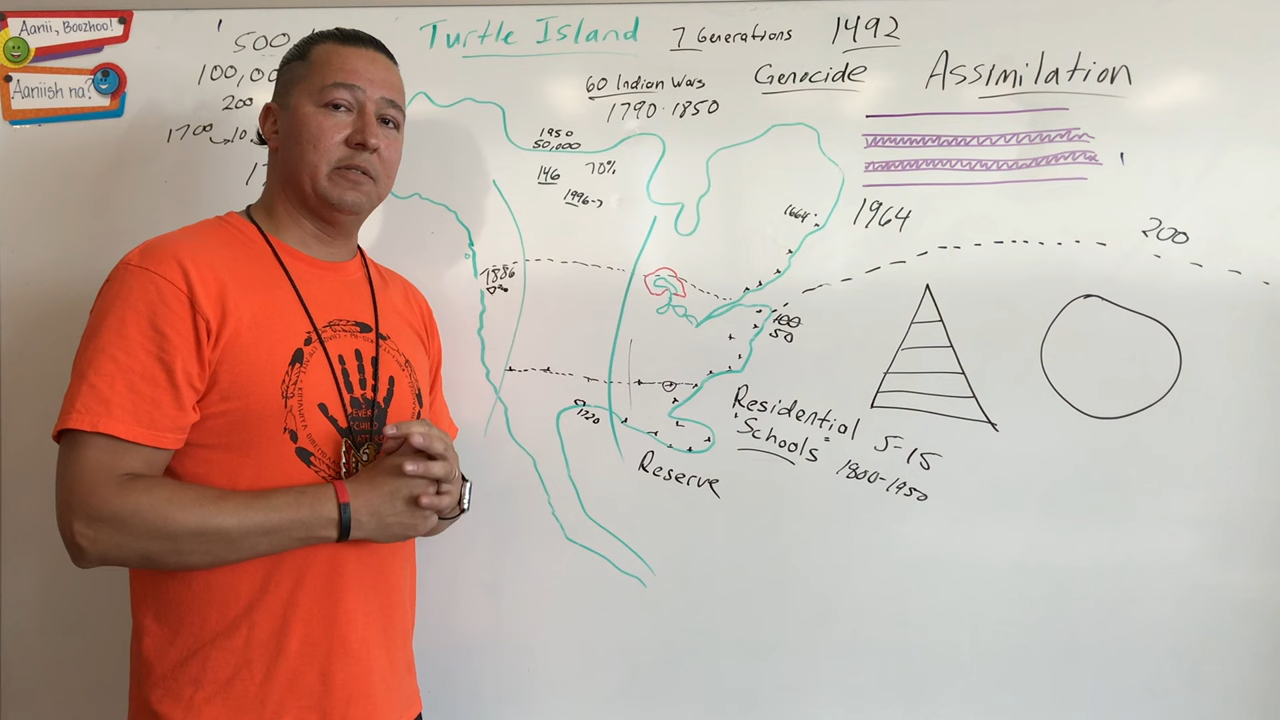 Aanii, Boozhoo!
Aaniish na?
500
100,00
200
1700
Turtle Island
7 Generations
1492
60 Indian Wars
1790-1850
Genocide
Assimilation
1950
50,000
146
70%
1996→
1664
1964
200
1886
100
50
1720
Residential
Schools
5-15
1800-1950
Reserve
EVERY
CHILD
MATTERS